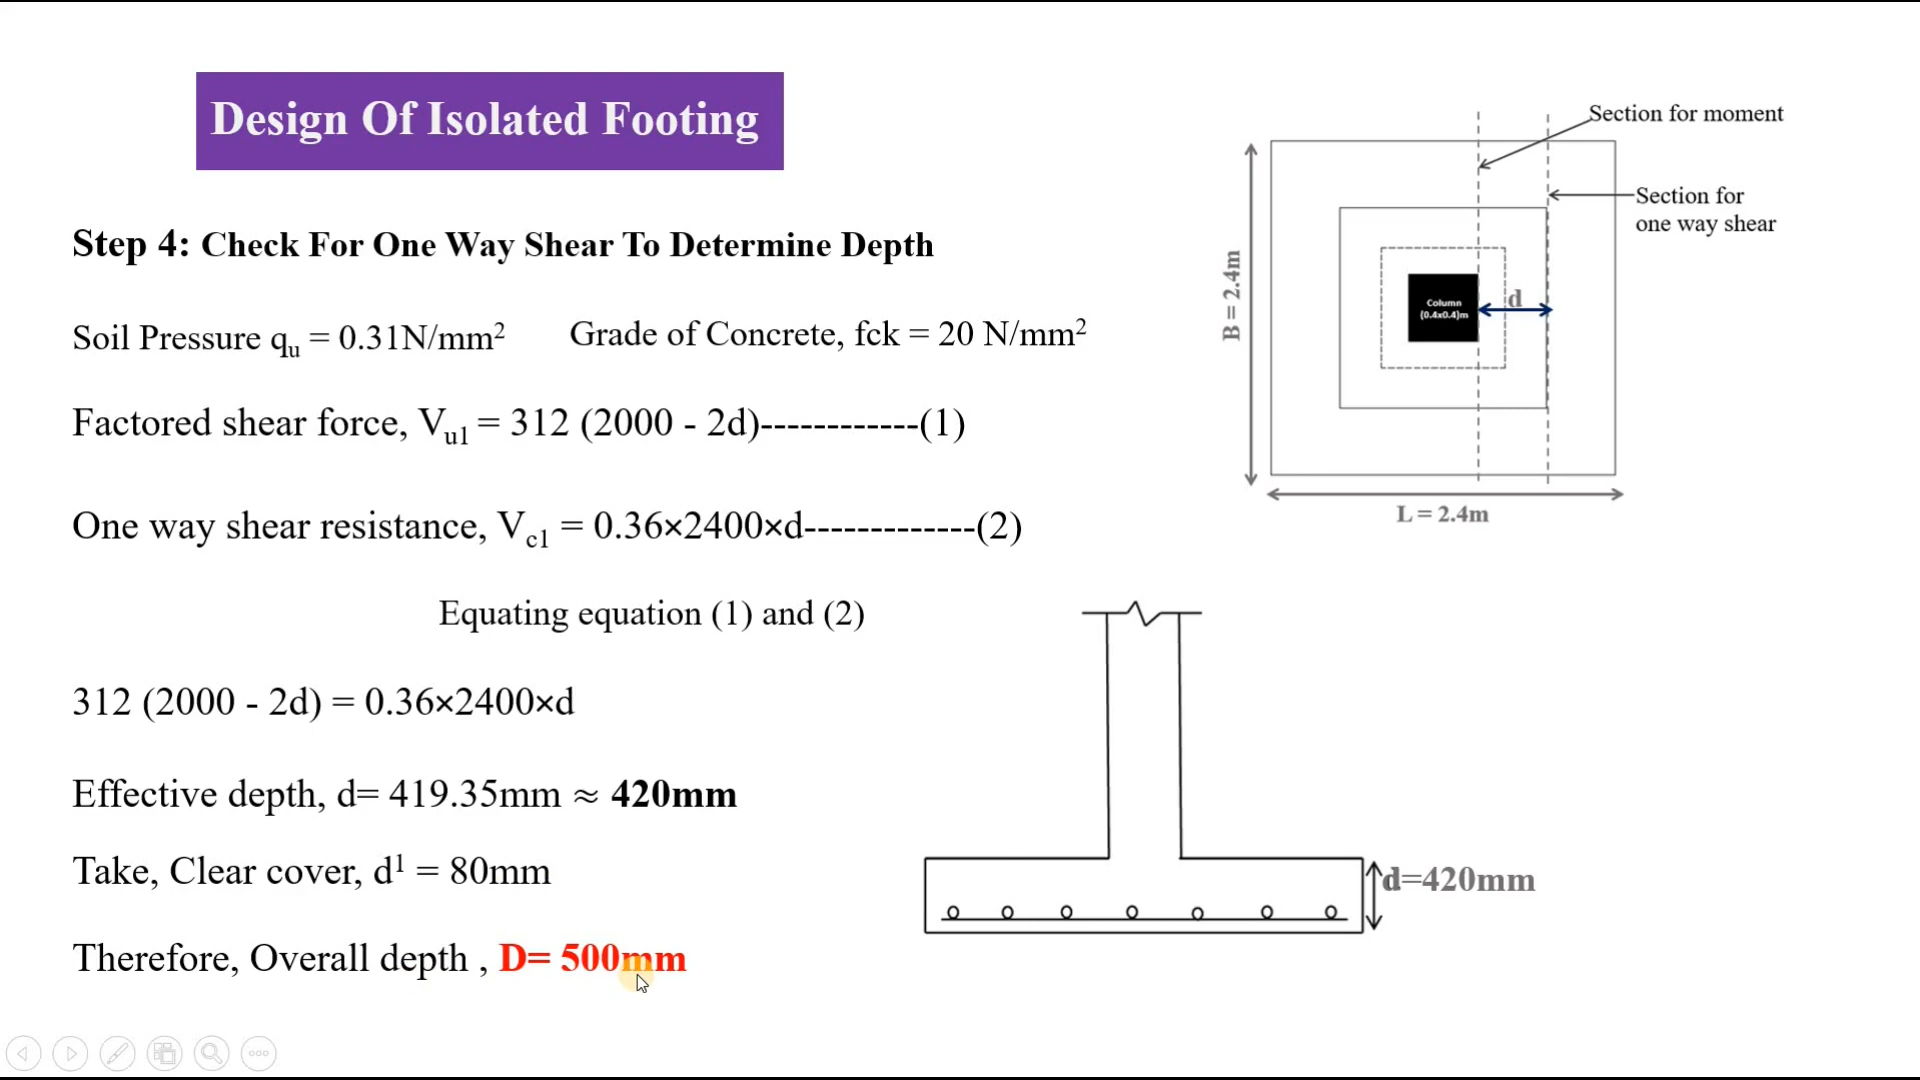 Design Of Isolated Footing
Step 4: Check For One Way Shear To Determine Depth
Soil Pressure qᵤ = 0.31N/mm² Grade of Concrete, fck = 20 N/mm²
Factored shear force, Vᵤ₁ = 312 (2000 - 2d)------------(1)
One way shear resistance, V꜀₁ = 0.36×2400×d-------------(2)
Equating equation (1) and (2)
312 (2000 - 2d) = 0.36×2400×d
Effective depth, d= 419.35mm ≈ 420mm
Take, Clear cover, d¹ = 80mm
Therefore, Overall depth , D= 500mm
Section for moment
Section for
one way shear
B = 2.4m
Column
(0.4x0.4)m
d
L = 2.4m
d=420mm